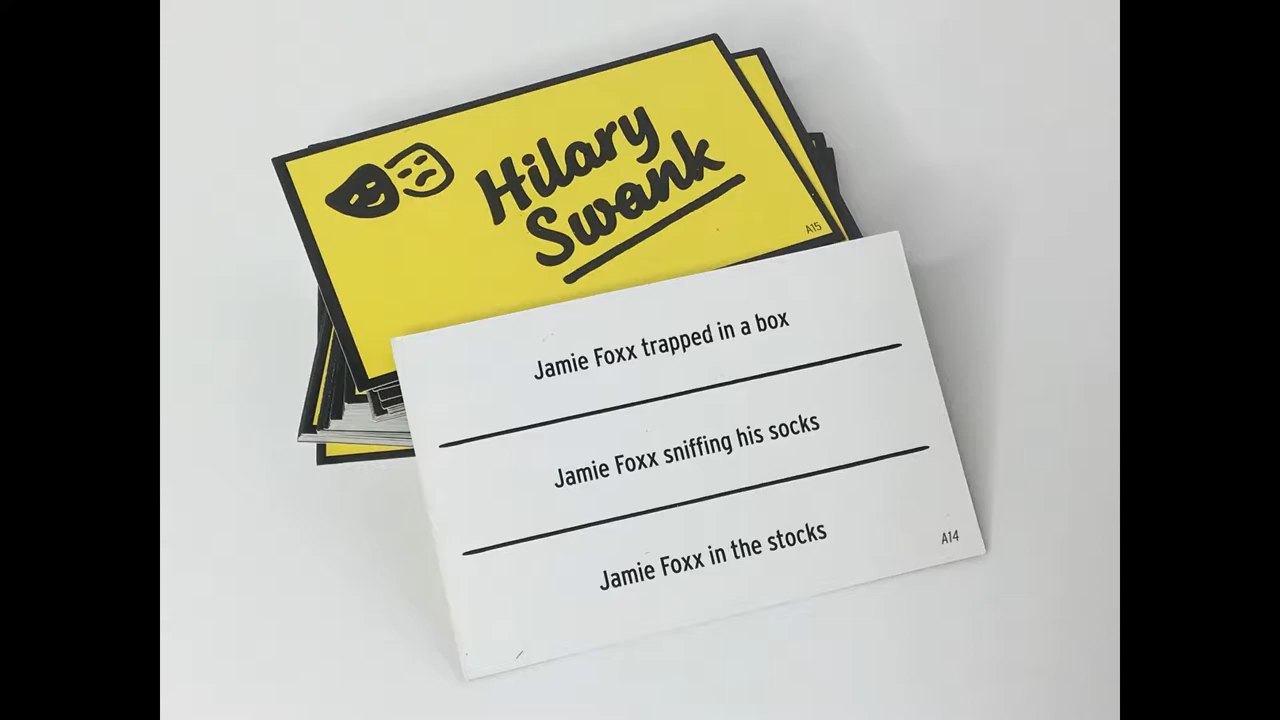 Hilary
Swank
A15
Jamie Foxx trapped in a box
Jamie Foxx sniffing his socks
Jamie Foxx in the stocks
A14